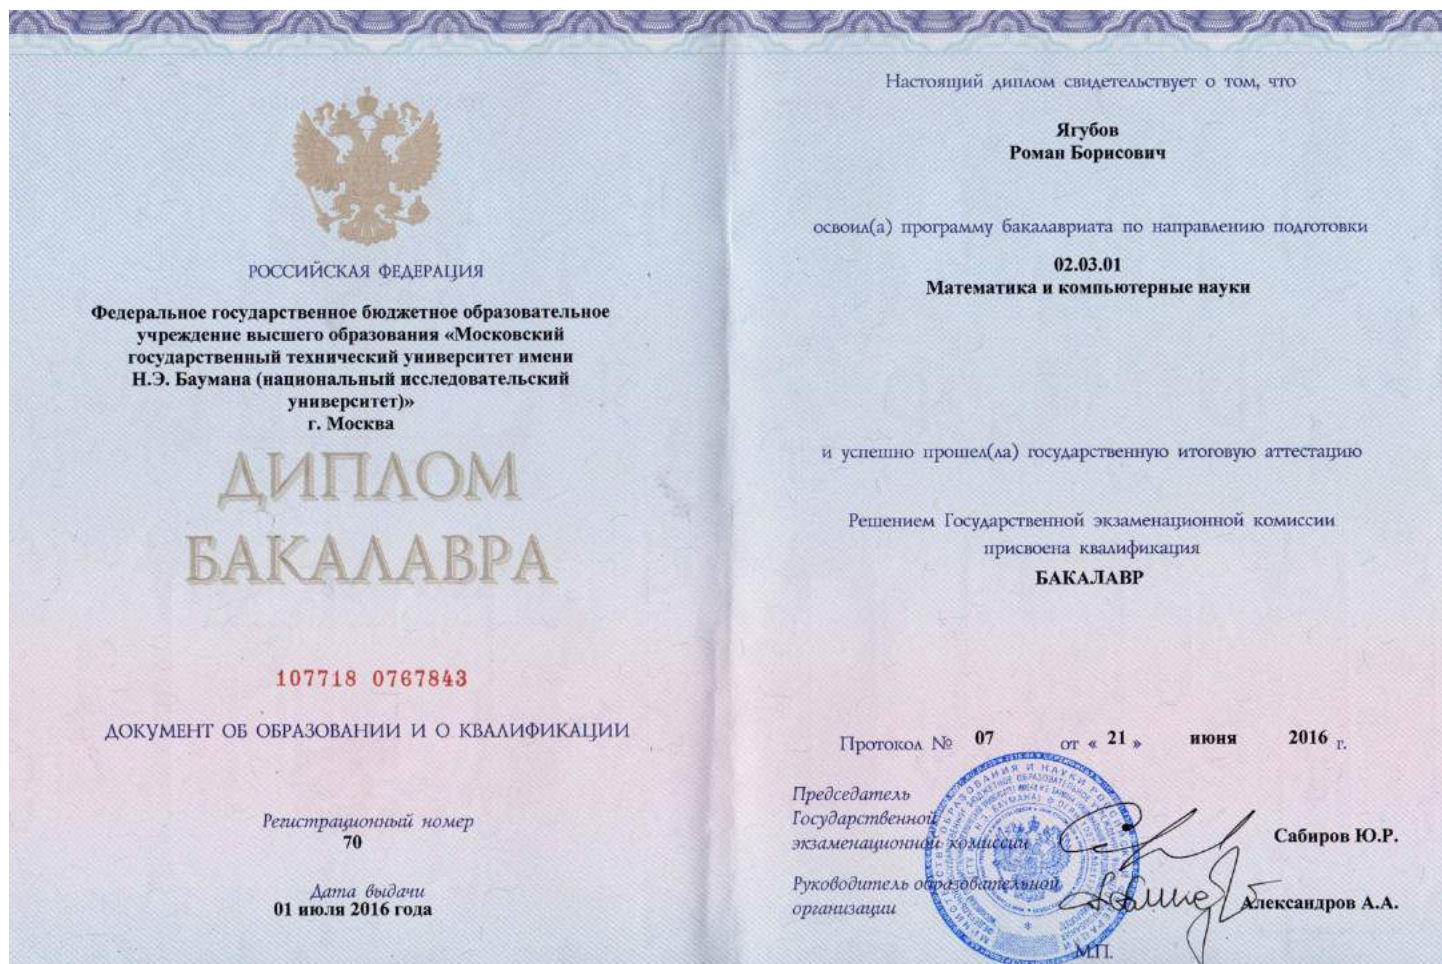 РОССИЙСКАЯ ФЕДЕРАЦИЯ
Федеральное государственное бюджетное образовательное
учреждение высшего образования «Московский
государственный технический университет имени
Н.Э. Баумана (национальный исследовательский
университет)»
г. Москва
ДИПЛОМ
БАКАЛАВРА
107718 0767843
ДОКУМЕНТ ОБ ОБРАЗОВАНИИ И О КВАЛИФИКАЦИИ
Регистрационный номер
70
Дата выдачи
01 июля 2016 года
Настоящий диплом свидетельствует о том, что
Ягубов
Роман Борисович
освоил(а) программу бакалавриата по направлению подготовки
02.03.01
Математика и компьютерные науки
и успешно прошел(ла) государственную итоговую аттестацию
Решением Государственной экзаменационной комиссии
присвоена квалификация
БАКАЛАВР
Протокол № 07 от « 21 » июня 2016 г.
Председатель
Государственной
экзаменационной комиссии
Сабиров Ю.Р.
Руководитель образовательной
организации
Александров А.А.
М.П.